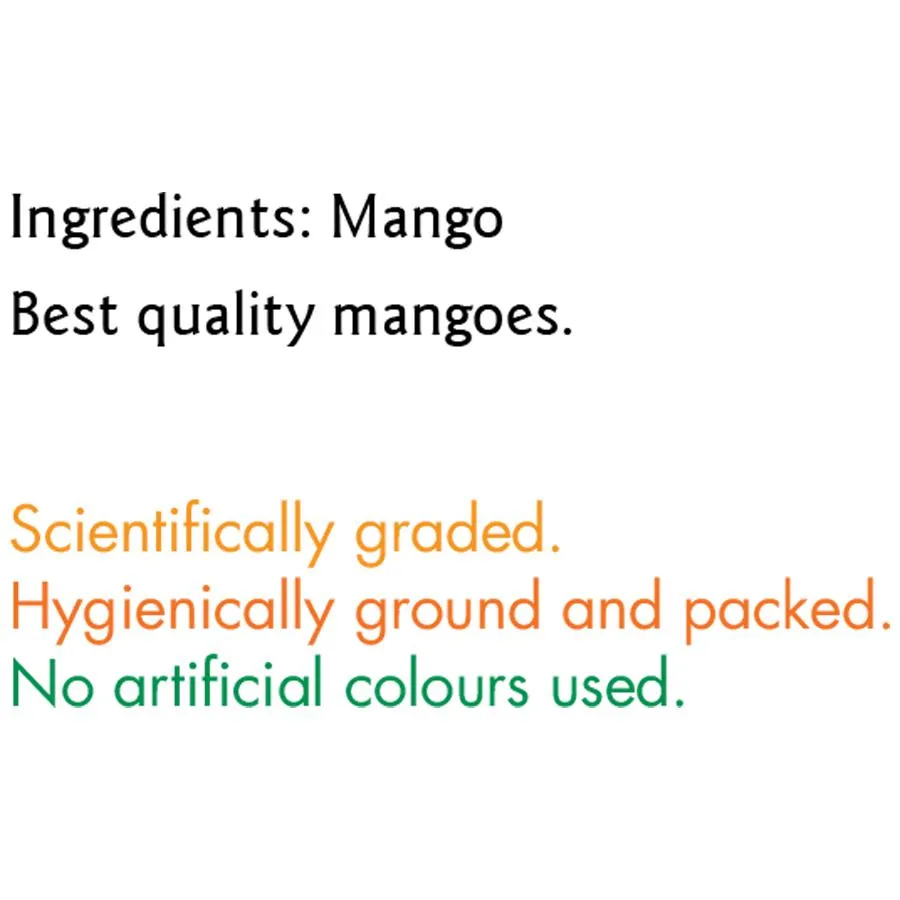 Ingredients: Mango
Best quality mangoes.
Scientifically graded.
Hygienically ground and packed.
No artificial colours used.